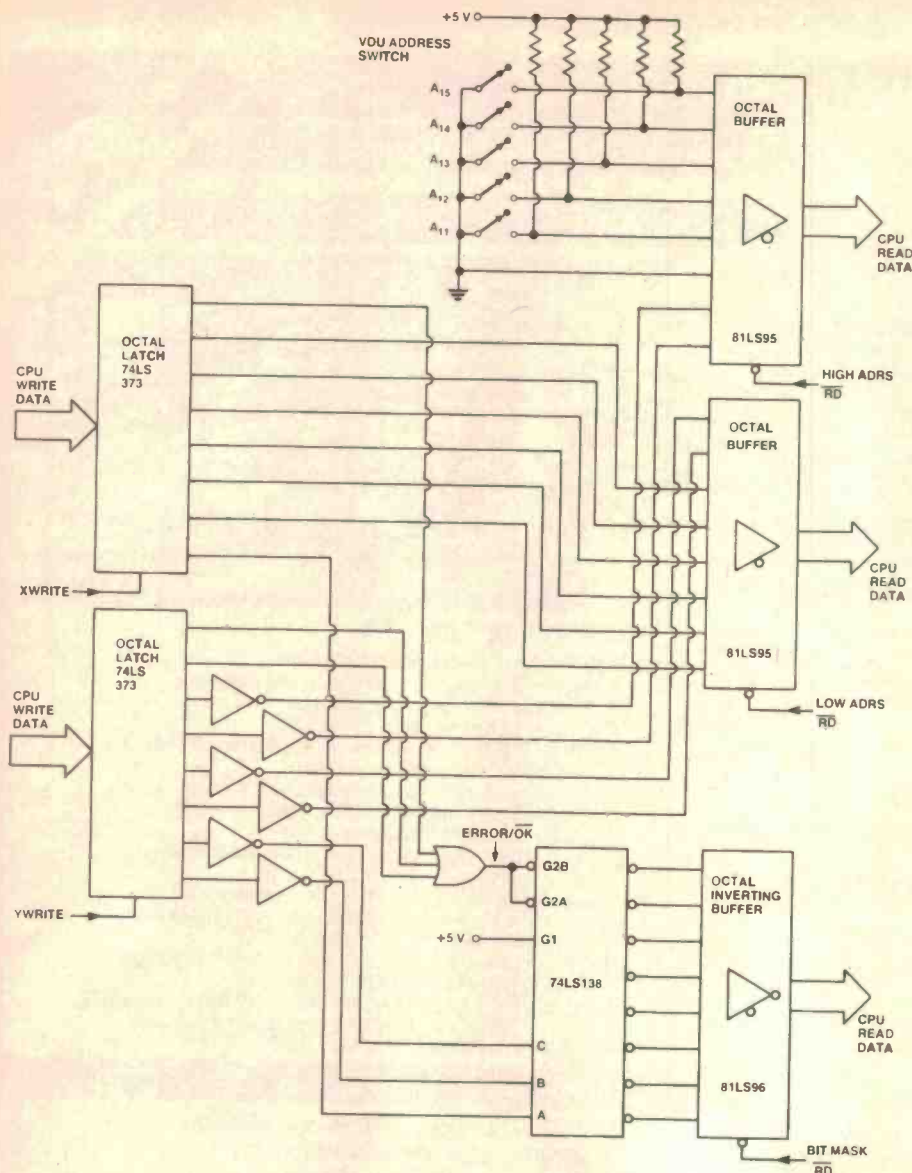 +5 V
VDU ADDRESS
SWITCH
A15
A14
A13
A12
A11
OCTAL
BUFFER
81LS95
CPU
READ
DATA
HIGH ADRS
RD
OCTAL
LATCH
74LS
373
CPU
WRITE
DATA
XWRITE
OCTAL
BUFFER
81LS95
CPU
READ
DATA
LOW ADRS
RD
OCTAL
LATCH
74LS
373
CPU
WRITE
DATA
YWRITE
ERROR/OK
G2B
G2A
+5 V
G1
74LS138
C
B
A
OCTAL
INVERTING
BUFFER
81LS96
CPU
READ
DATA
BIT MASK
RD